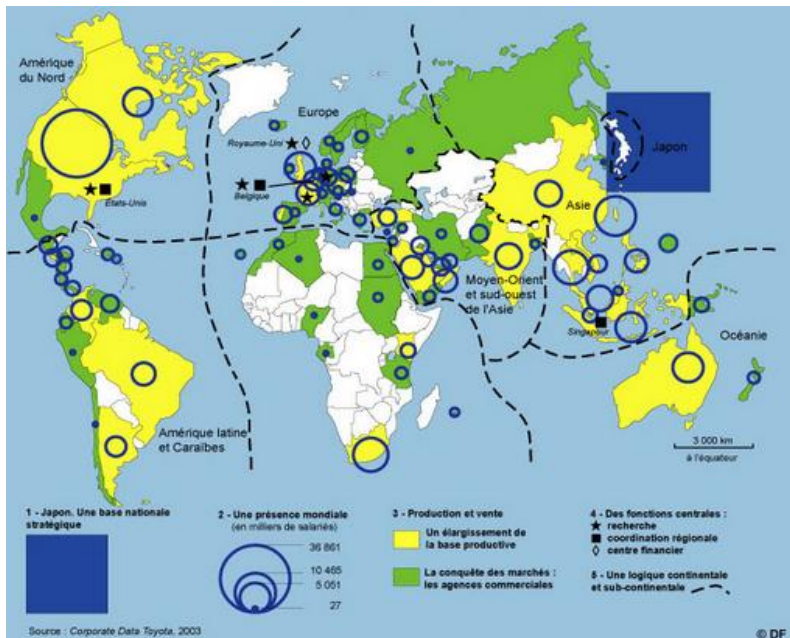 Amérique
du Nord
Europe
Royaume-Uni
Japon
Belgique
États-Unis
Asie
Moyen-Orient
et sud-ouest
de l'Asie
Singapour
Océanie
Amérique latine
et Caraïbes
3 000 km
à l'équateur
1 - Japon. Une base nationale
stratégique
2 - Une présence mondiale
(en milliers de salariés)
36 861
10 465
5 051
27
3 - Production et vente
Un élargissement de
la base productive
La conquête des marchés :
les agences commerciales
4 - Des fonctions centrales :
recherche
coordination régionale
centre financier
5 - Une logique continentale
et sub-continentale
Source : Corporate Data Toyota, 2003
© DF